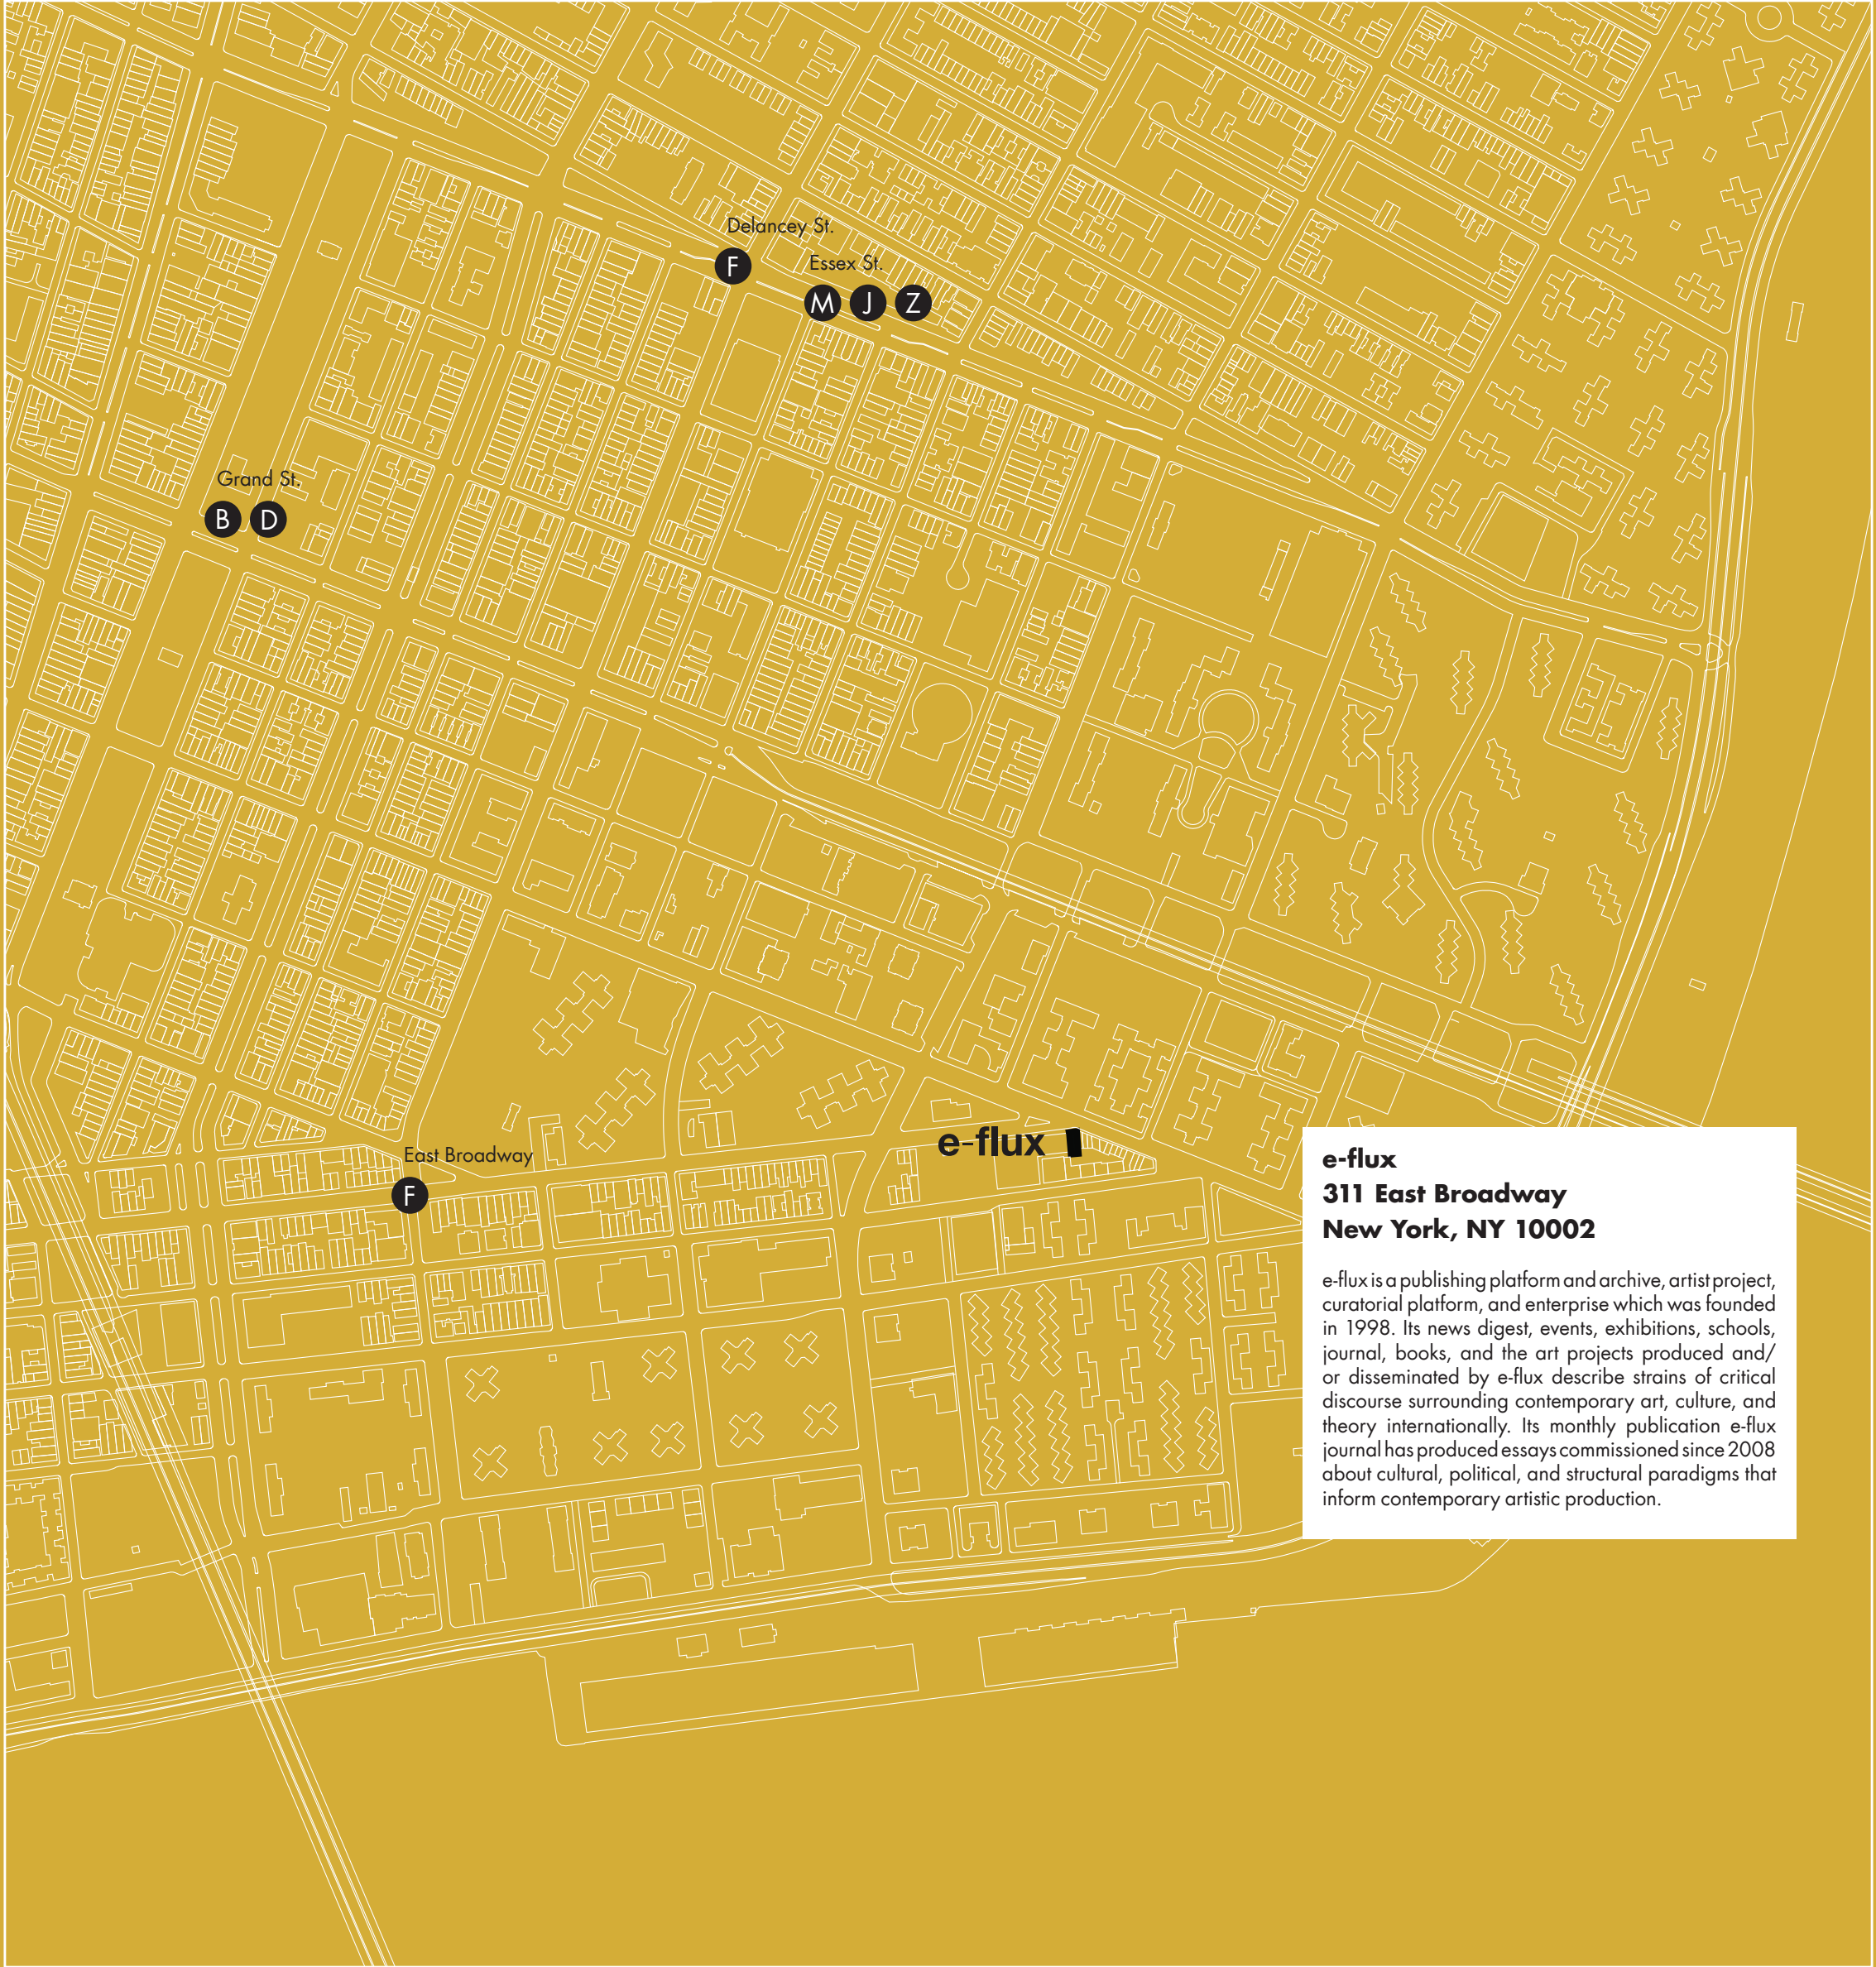 Delancey St.
F
Essex St.
M J Z
Grand St.
B D
e-flux
East Broadway
F
e-flux
311 East Broadway
New York, NY 10002
e-flux is a publishing platform and archive, artist project,
curatorial platform, and enterprise which was founded
in 1998. Its news digest, events, exhibitions, schools,
journal, books, and the art projects produced and/
or disseminated by e-flux describe strains of critical
discourse surrounding contemporary art, culture, and
theory internationally. Its monthly publication e-flux
journal has produced essays commissioned since 2008
about cultural, political, and structural paradigms that
inform contemporary artistic production.